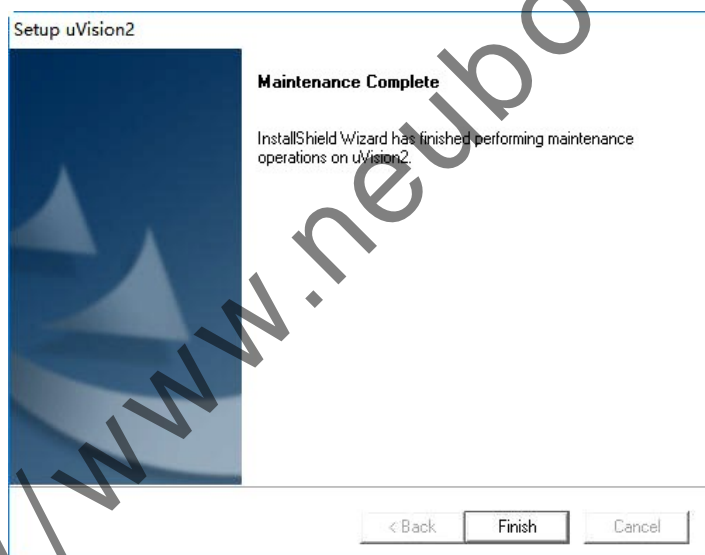 Setup uVision2
Maintenance Complete
InstallShield Wizard has finished performing maintenance
operations on uVision2.
< Back
Finish
Cancel
/www.neubo